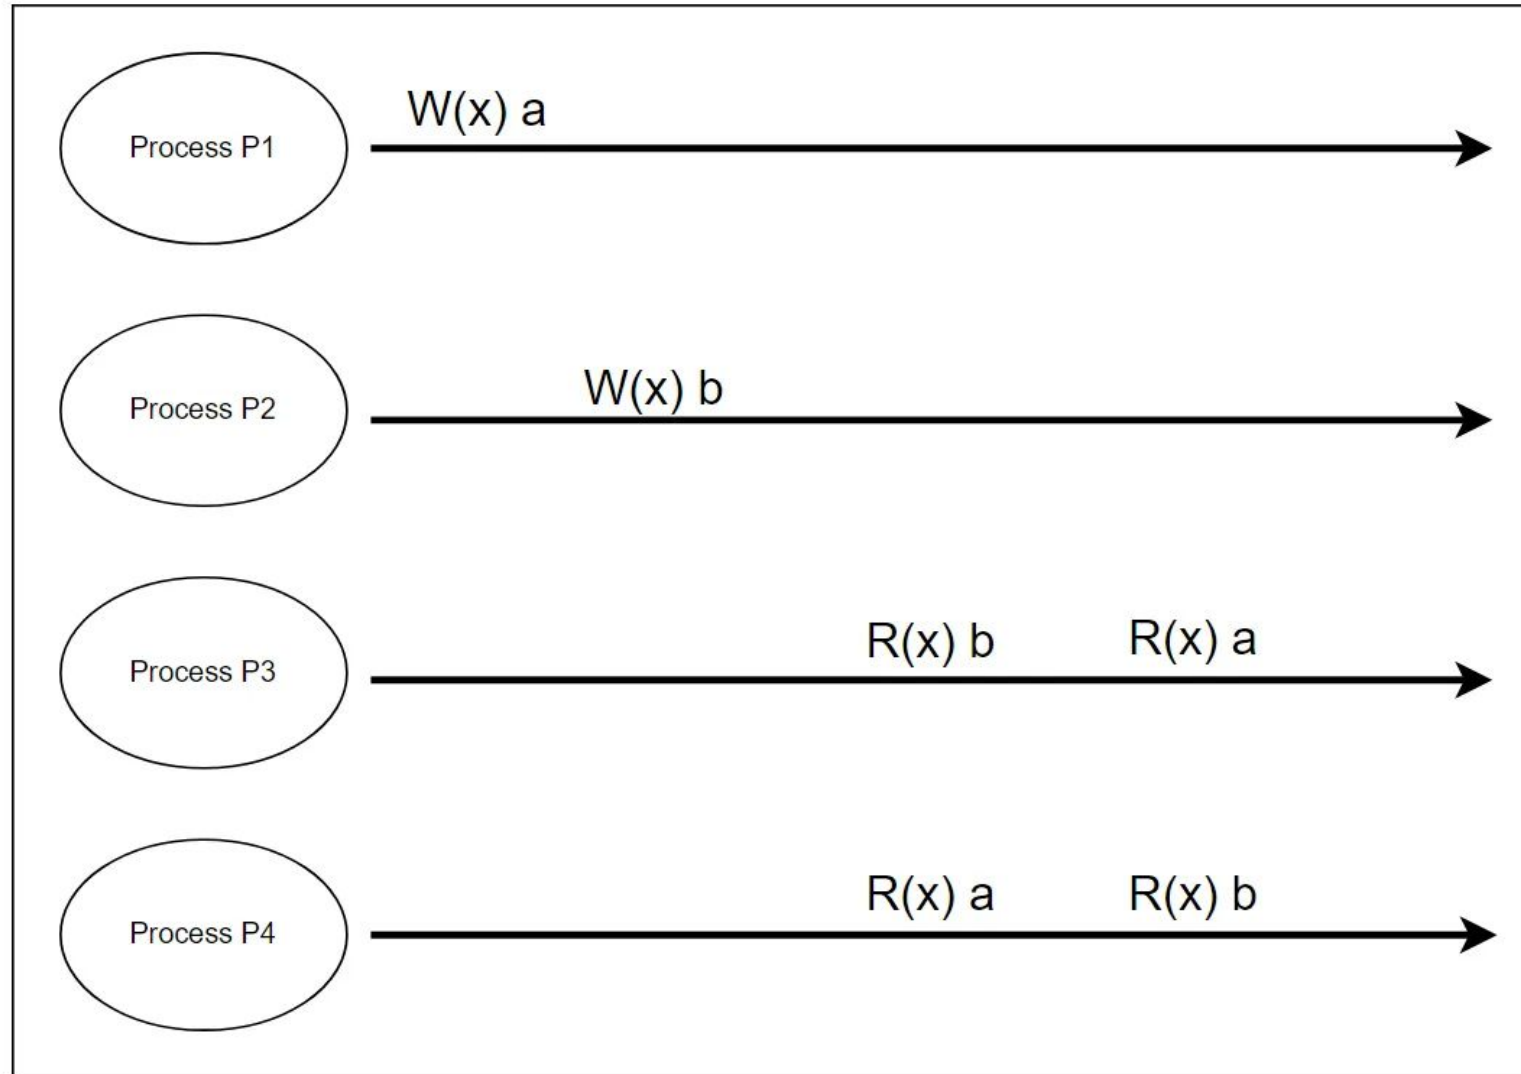 W(x) a
Process P1
W(x) b
Process P2
R(x) b R(x) a
Process P3
R(x) a R(x) b
Process P4